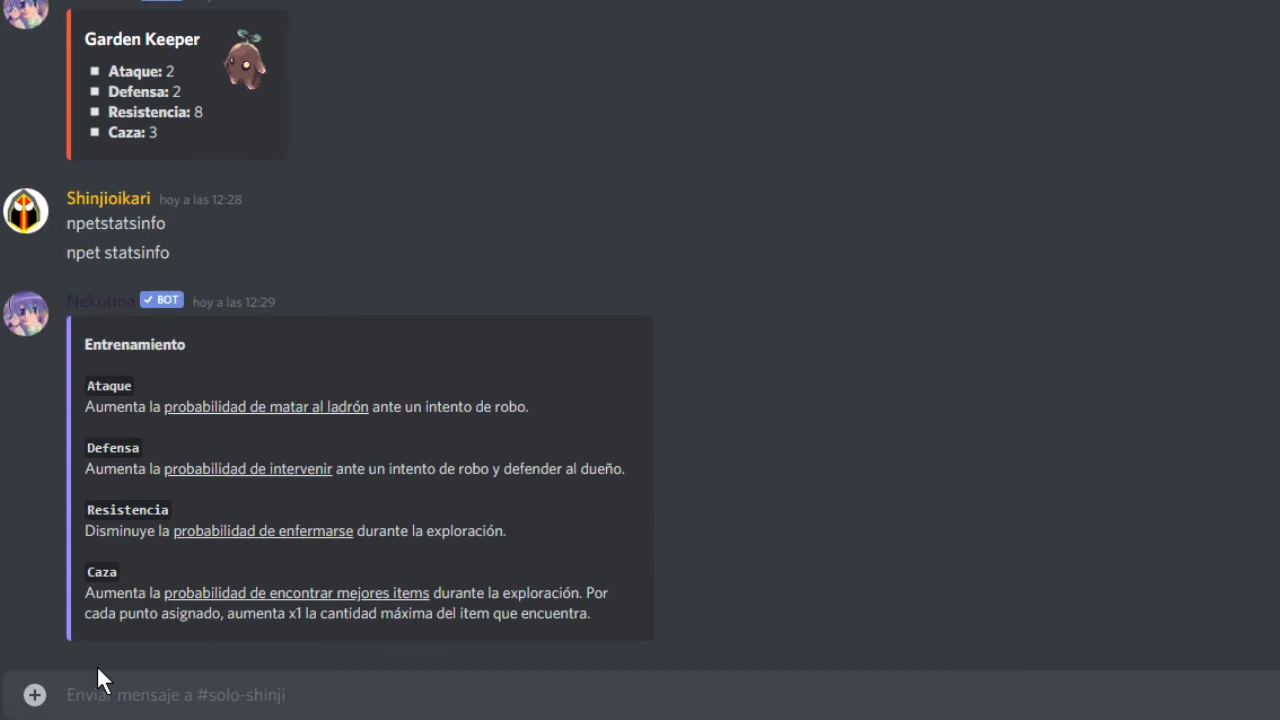 Garden Keeper
Ataque: 2
Defensa: 2
Resistencia: 8
Caza: 3
Shinjioikari hoy a las 12:28
npetstatsinfo
npet statsinfo
Nekotina ✓ BOT hoy a las 12:29
Entrenamiento
Ataque
Aumenta la probabilidad de matar al ladrón ante un intento de robo.
Defensa
Aumenta la probabilidad de intervenir ante un intento de robo y defender al dueño.
Resistencia
Disminuye la probabilidad de enfermarse durante la exploración.
Caza
Aumenta la probabilidad de encontrar mejores items durante la exploración. Por
cada punto asignado, aumenta x1 la cantidad máxima del item que encuentra.
Enviar mensaje a #solo-shinji